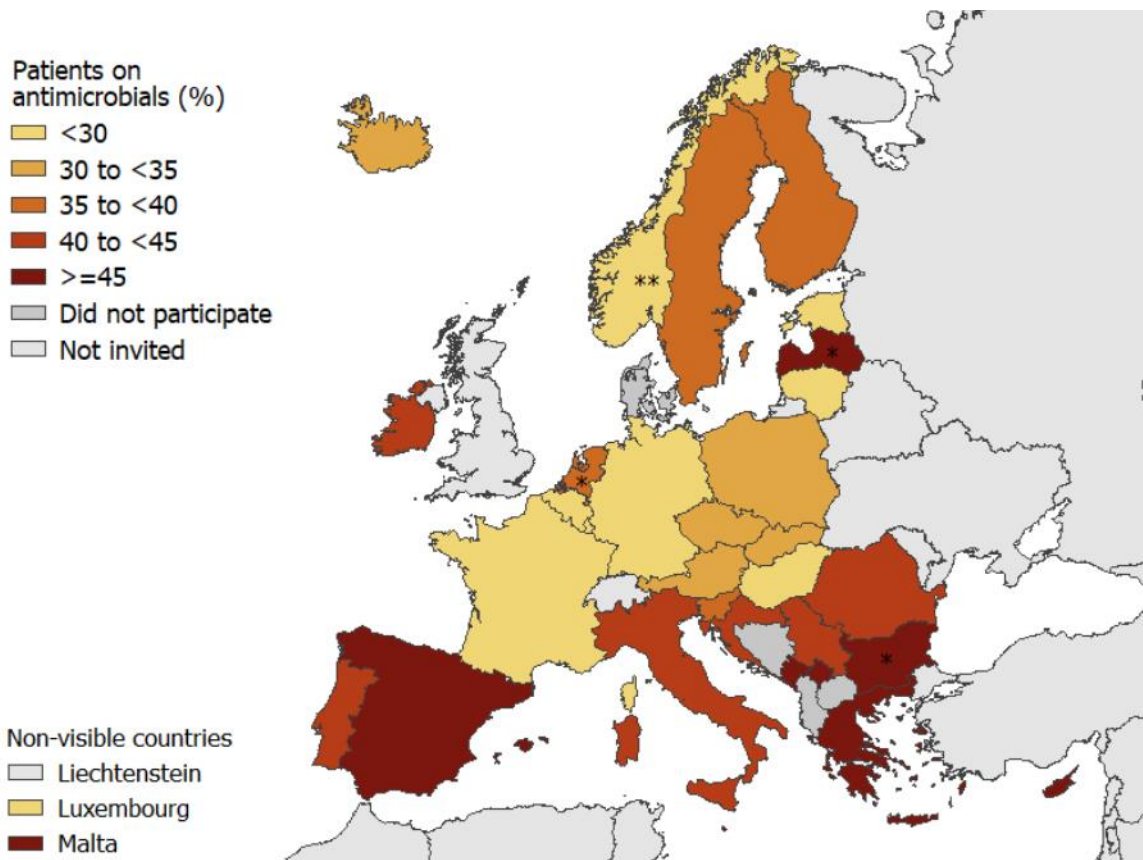 Patients on
antimicrobials (%)
<30
30 to <35
35 to <40
40 to <45
>=45
Did not participate
Not invited
**
*
*
*
Non-visible countries
Liechtenstein
Luxembourg
Malta